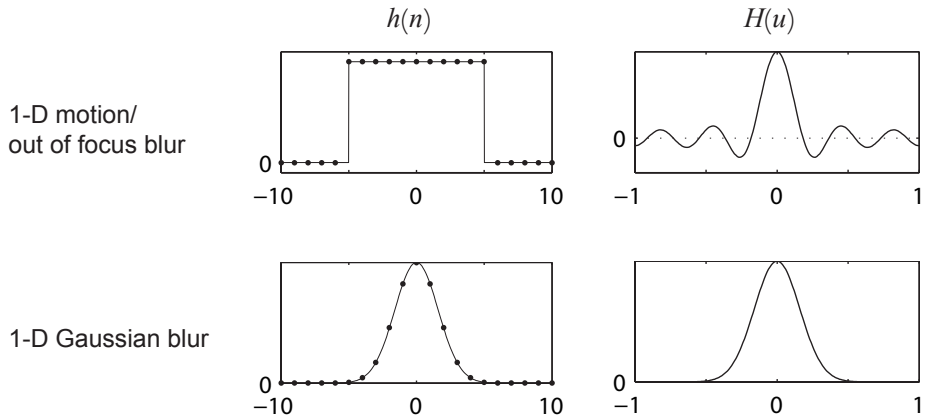 h(n) H(u)
1-D motion/
out of focus blur
0 0
−10 0 10 −1 0 1
1-D Gaussian blur
0 0
−10 0 10 −1 0 1